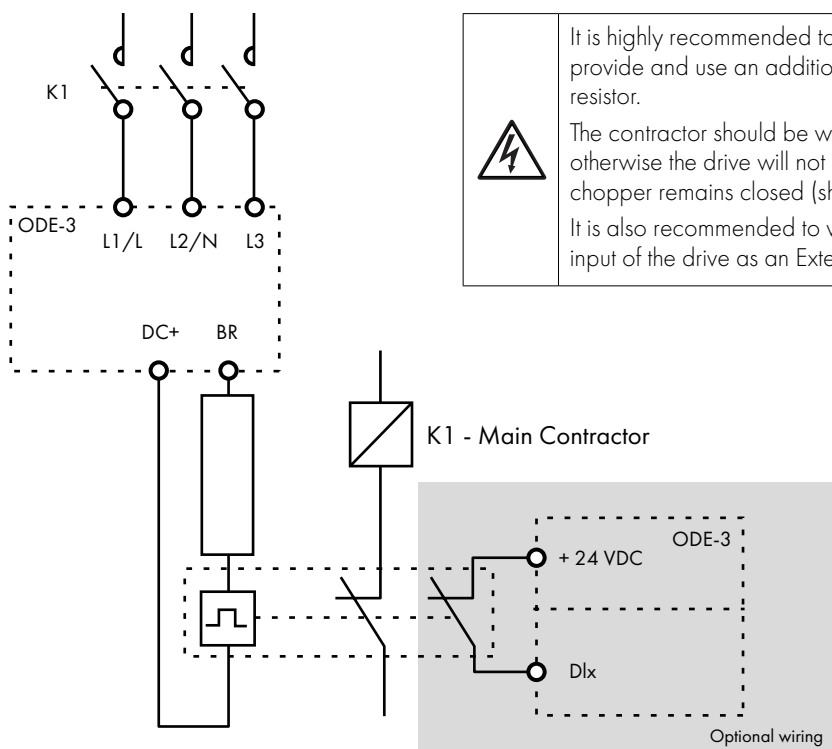 K1
ODE-3
L1/L L2/N L3
DC+ BR
It is highly recommended to
provide and use an additio
resistor.
The contractor should be w
otherwise the drive will not
chopper remains closed (sh
It is also recommended to v
input of the drive as an Exte
K1 - Main Contractor
ODE-3
+ 24 VDC
DIx
Optional wiring